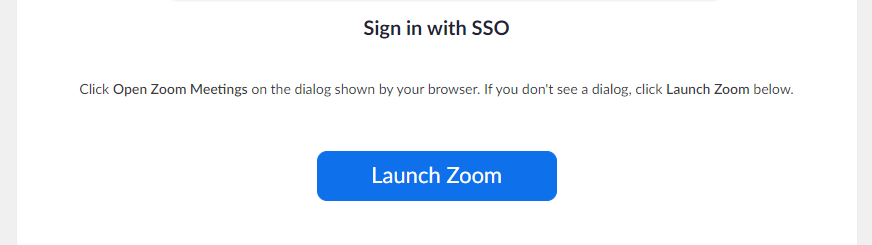 Sign in with SSO
Click Open Zoom Meetings on the dialog shown by your browser. If you don't see a dialog, click Launch Zoom below.
Launch Zoom